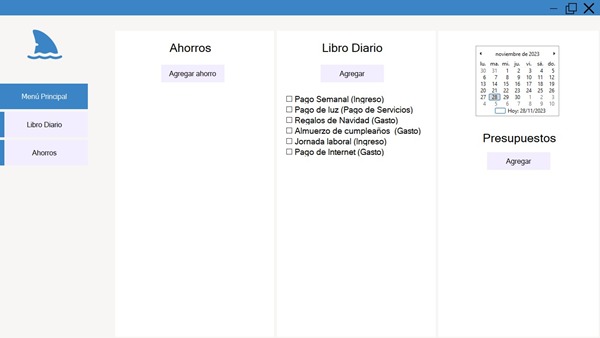 Menú Principal
Libro Diario
Ahorros
Ahorros
Agregar ahorro
Libro Diario
Agregar
Pago Semanal (Ingreso)
Pago de luz (Pago de Servicios)
Regalos de Navidad (Gasto)
Almuerzo de cumpleaños (Gasto)
Jornada laboral (Ingreso)
Pago de Internet (Gasto)
noviembre de 2023
lu. ma. mi. ju. vi. sá. do.
30 31 1 2 3 4 5
6 7 8 9 10 11 12
13 14 15 16 17 18 19
20 21 22 23 24 25 26
27 28 29 30 1 2 3
4 5 6 7 8 9 10
Hoy: 28/11/2023
Presupuestos
Agregar